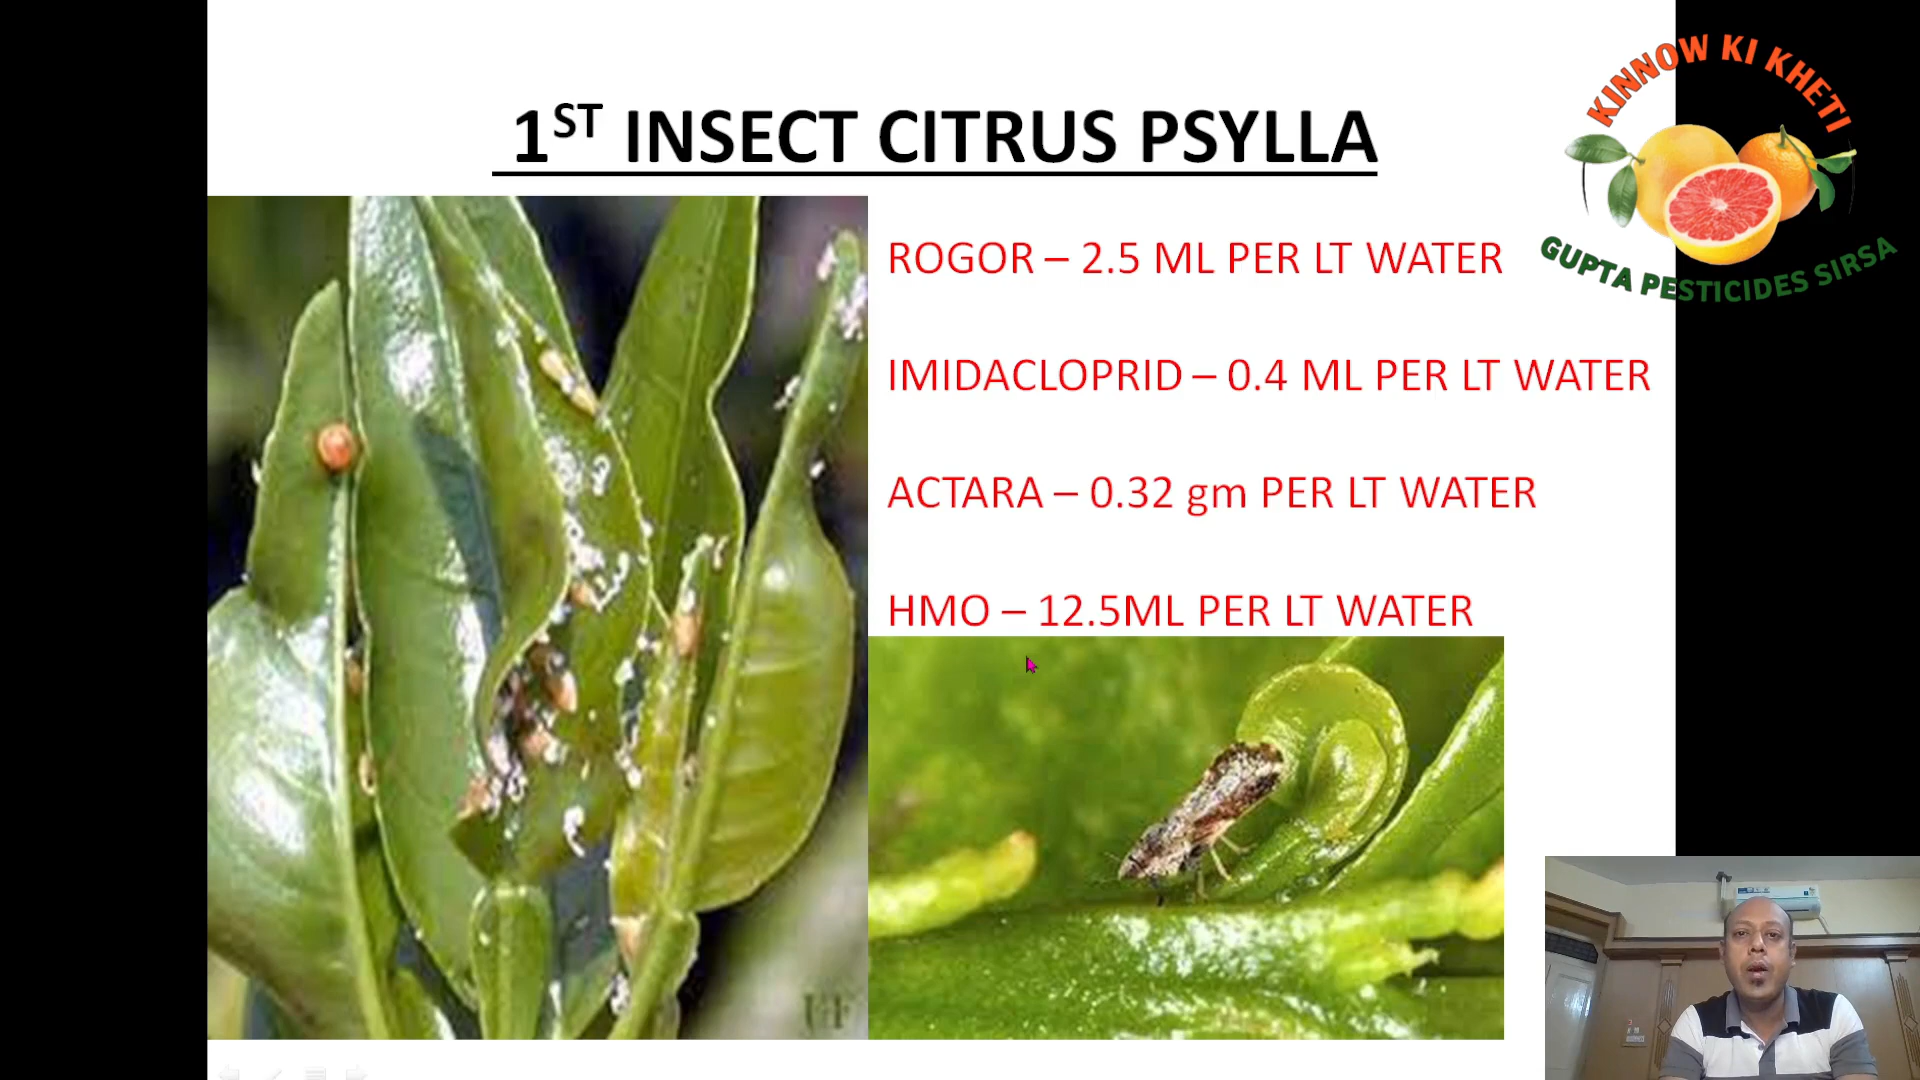 1ST INSECT CITRUS PSYLLA
KINNOW KI KHETI
GUPTA PESTICIDES SIRSA
ROGOR – 2.5 ML PER LT WATER
IMIDACLOPRID – 0.4 ML PER LT WATER
ACTARA – 0.32 gm PER LT WATER
HMO – 12.5ML PER LT WATER